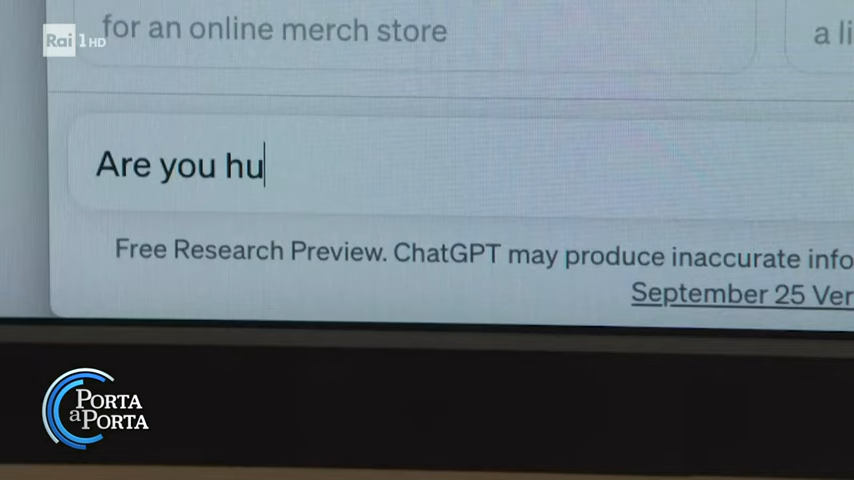 Rai 1 HD
for an online merch store
a li
Are you hu
Free Research Preview. ChatGPT may produce inaccurate info
September 25 Ver
PORTA
a PORTA